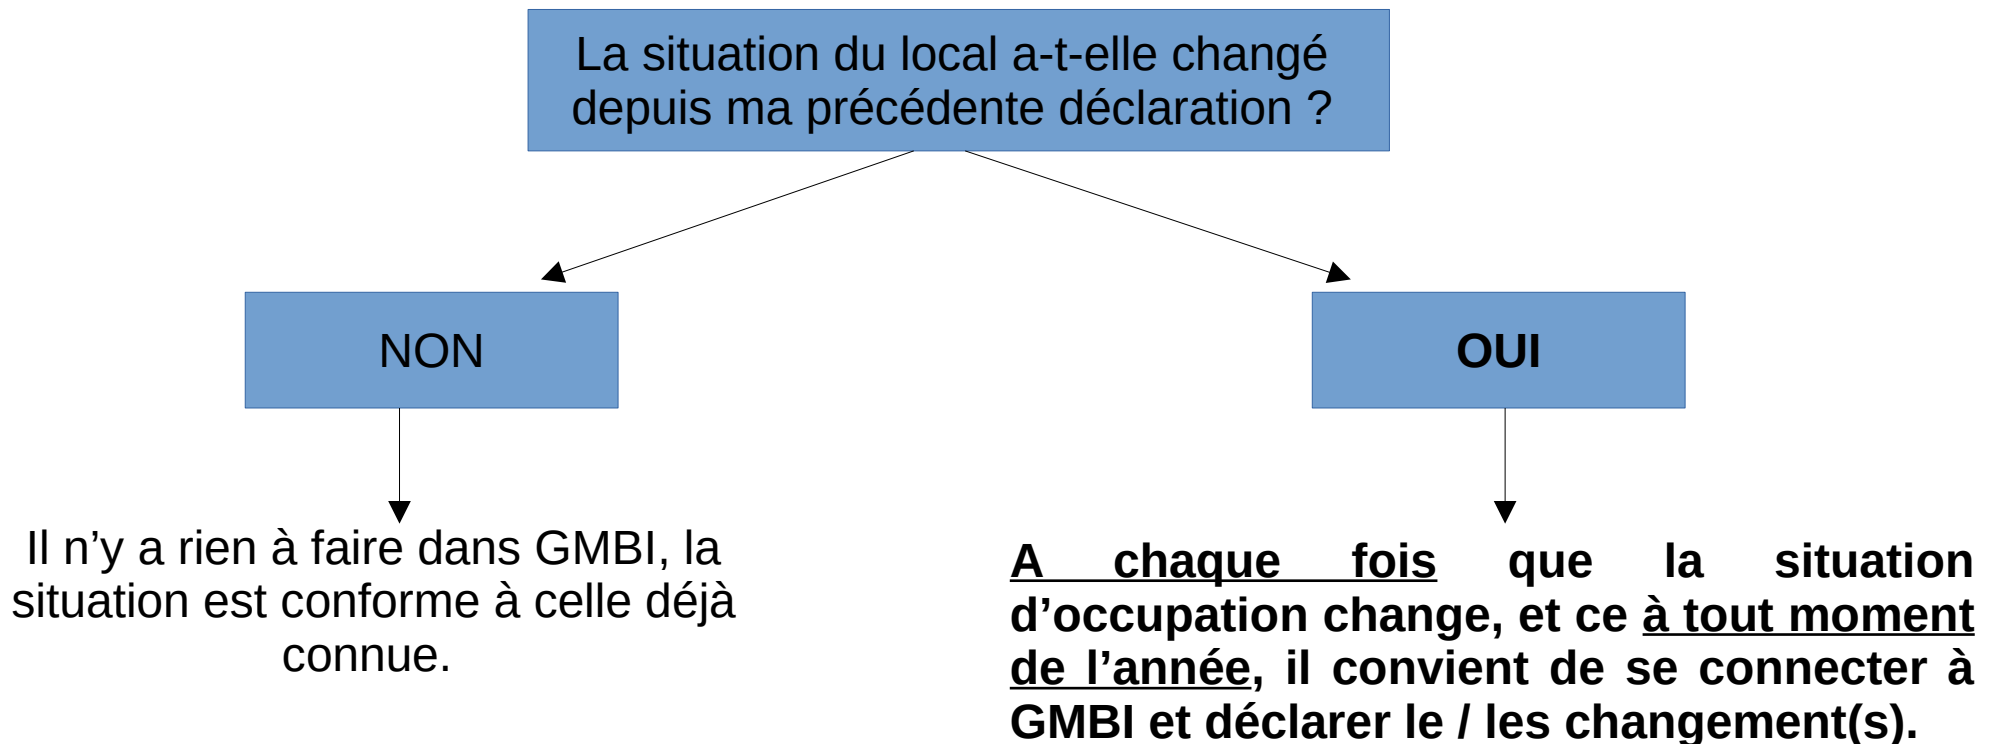 La situation du local a-t-elle changé
depuis ma précédente déclaration ?
NON
OUI
Il n’y a rien à faire dans GMBI, la
situation est conforme à celle déjà
connue.
A chaque fois que la situation
d’occupation change, et ce à tout moment
de l’année, il convient de se connecter à
GMBI et déclarer le / les changement(s).